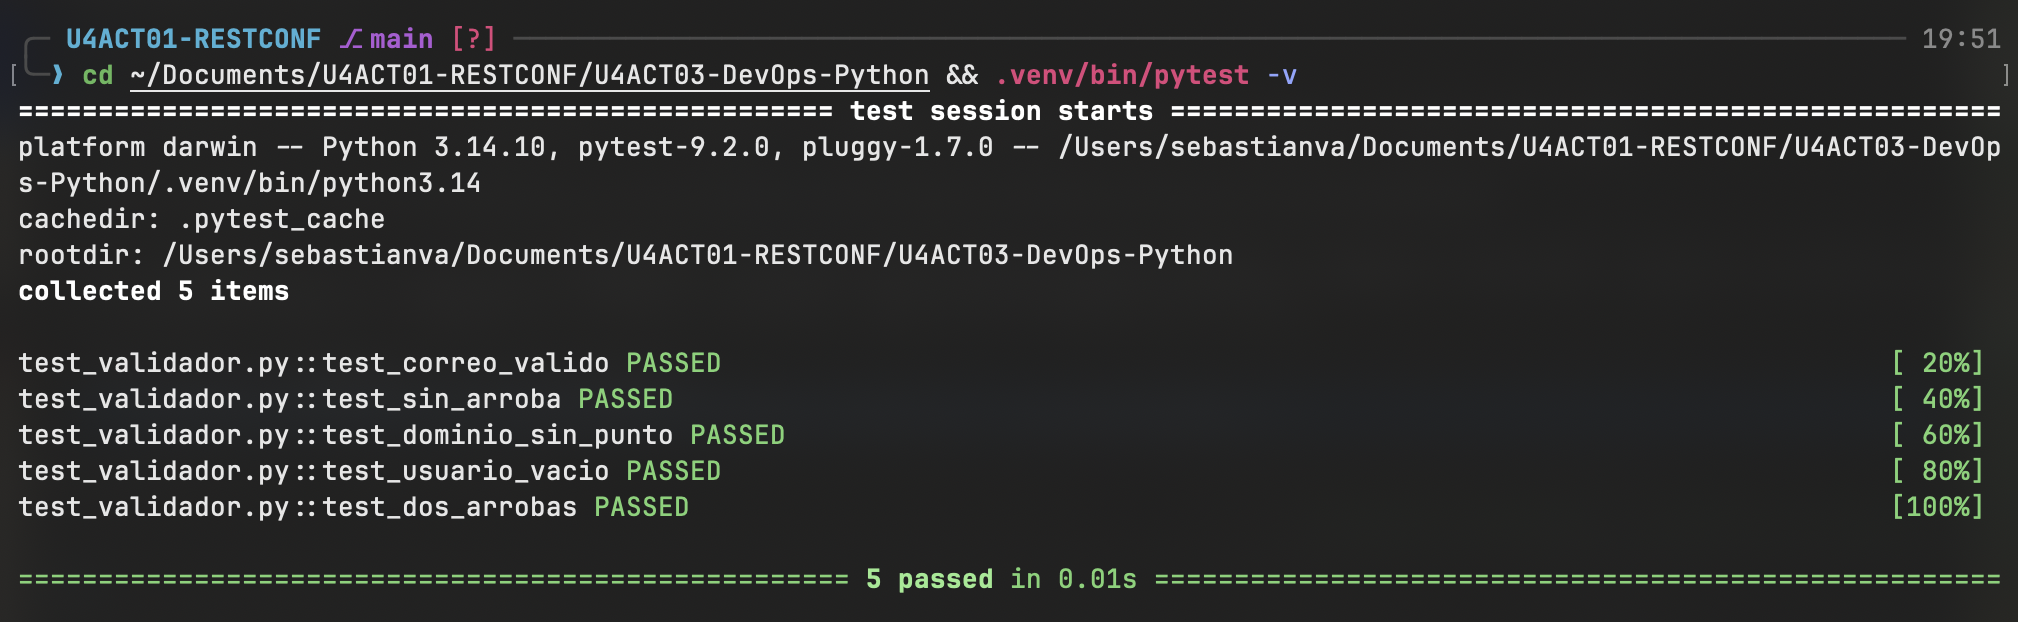 U4ACT01-RESTCONF main [?] 19:51
[ ❱ cd ~/Documents/U4ACT01-RESTCONF/U4ACT03-DevOps-Python && .venv/bin/pytest -v ]
=================================================== test session starts ====================================================
platform darwin -- Python 3.14.10, pytest-9.2.0, pluggy-1.7.0 -- /Users/sebastianva/Documents/U4ACT01-RESTCONF/U4ACT03-DevOp
s-Python/.venv/bin/python3.14
cachedir: .pytest_cache
rootdir: /Users/sebastianva/Documents/U4ACT01-RESTCONF/U4ACT03-DevOps-Python
collected 5 items
test_validador.py::test_correo_valido PASSED [ 20%]
test_validador.py::test_sin_arroba PASSED [ 40%]
test_validador.py::test_dominio_sin_punto PASSED [ 60%]
test_validador.py::test_usuario_vacio PASSED [ 80%]
test_validador.py::test_dos_arrobas PASSED [100%]
==================================================== 5 passed in 0.01s =====================================================